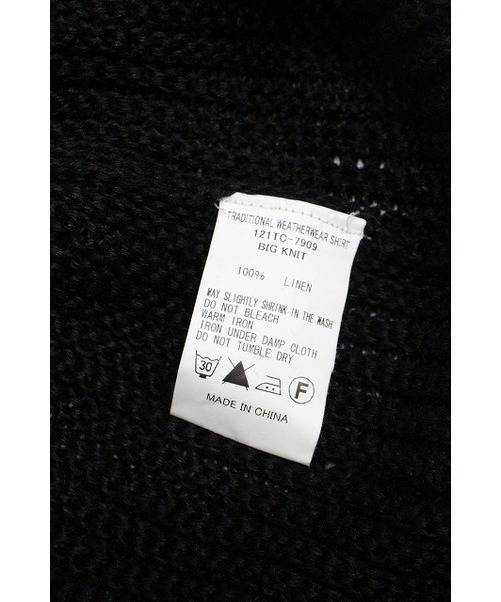 TRADITIONAL WEATHERWEAR SHIRT
121TC-7909
BIG KNIT
100% LINEN
MAY SLIGHTLY SHRINK IN THE WASH
DO NOT BLEACH
WARM IRON
IRON UNDER DAMP CLOTH
DO NOT TUMBLE DRY
30 F
MADE IN CHINA